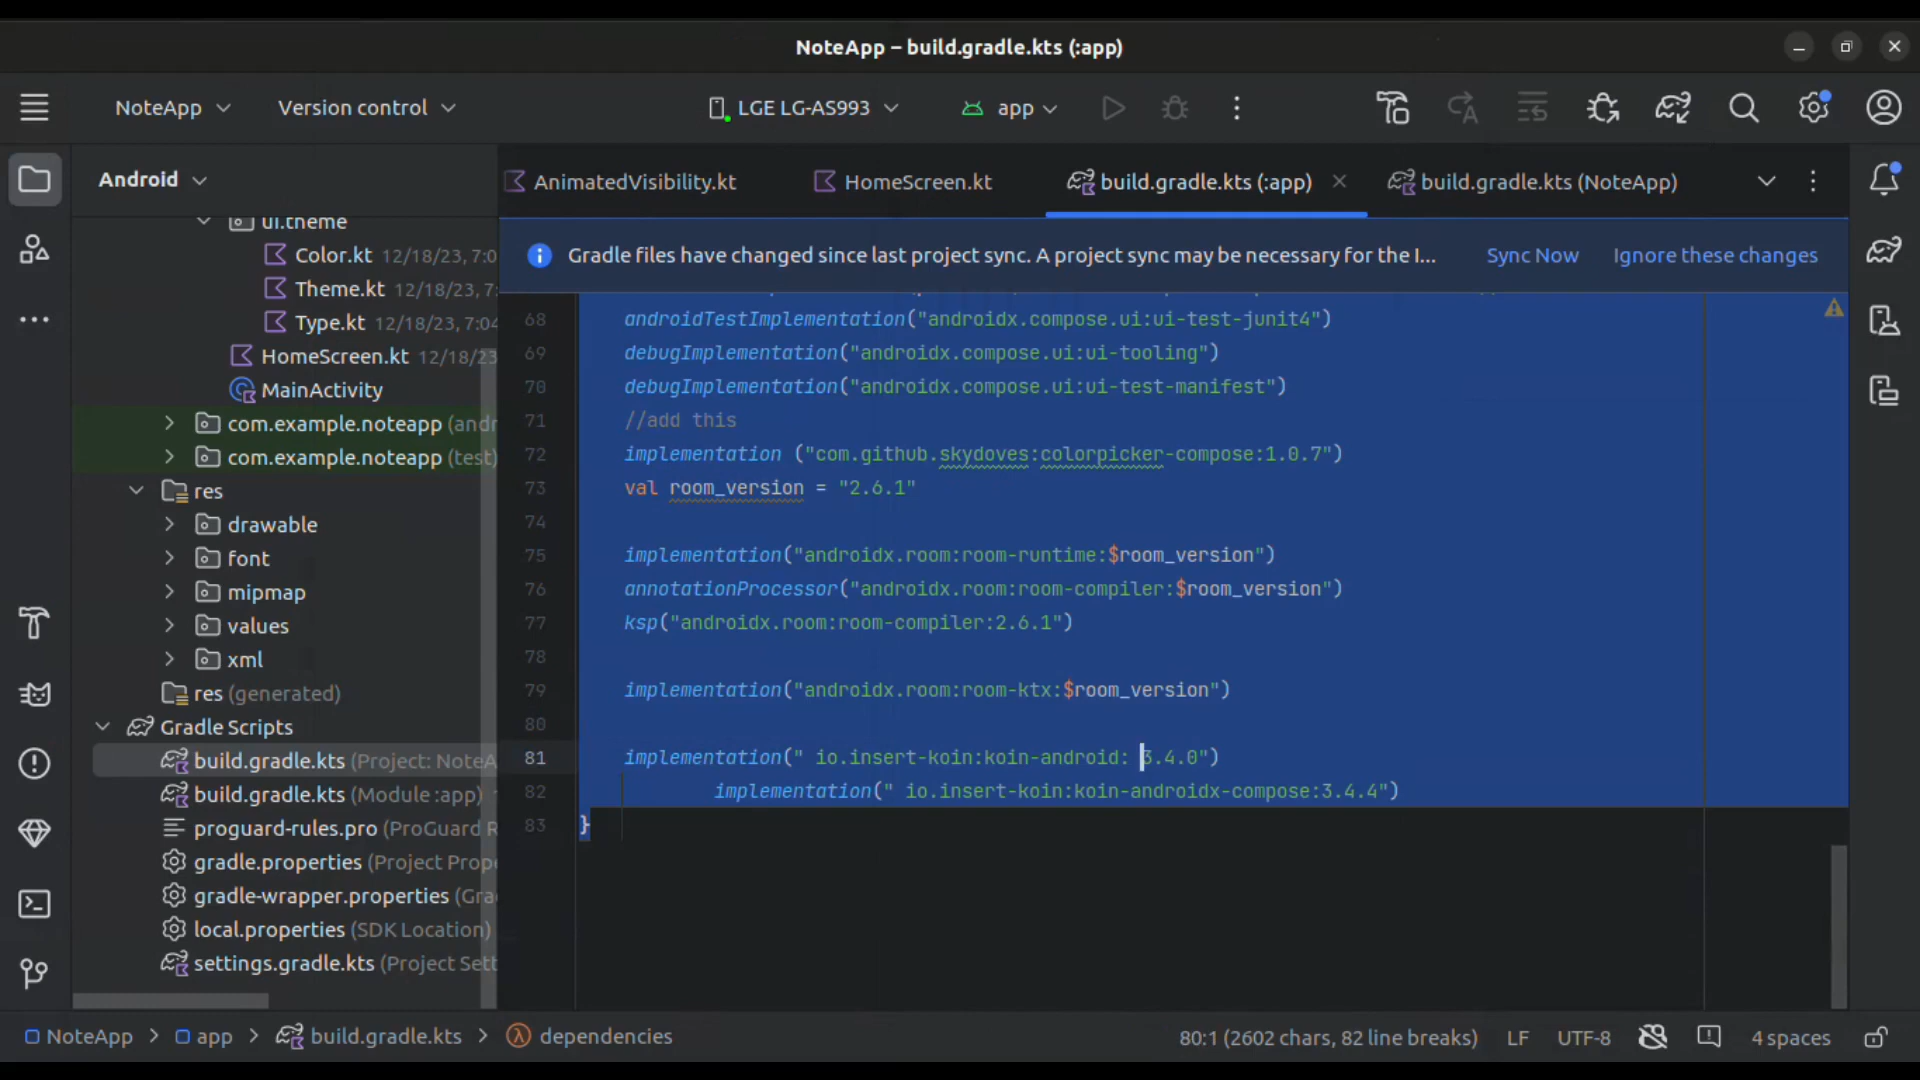 NoteApp – build.gradle.kts (:app)
NoteApp
Version control
LGE LG-AS993
app
Android
AnimatedVisibility.kt
HomeScreen.kt
build.gradle.kts (:app)
build.gradle.kts (NoteApp)
Gradle files have changed since last project sync. A project sync may be necessary for the I...
Sync Now
Ignore these changes
ui.theme
Color.kt 12/18/23, 7:0
Theme.kt 12/18/23, 7:
Type.kt 12/18/23, 7:04
HomeScreen.kt 12/18/23
MainActivity
com.example.noteapp (andr
com.example.noteapp (test)
res
drawable
font
mipmap
values
xml
res (generated)
Gradle Scripts
build.gradle.kts (Project: NoteA
build.gradle.kts (Module :app)
proguard-rules.pro (ProGuard R
gradle.properties (Project Prop
gradle-wrapper.properties (Gra
local.properties (SDK Location)
settings.gradle.kts (Project Sett
68 androidTestImplementation("androidx.compose.ui:ui-test-junit4")
69 debugImplementation("androidx.compose.ui:ui-tooling")
70 debugImplementation("androidx.compose.ui:ui-test-manifest")
71 //add this
72 implementation ("com.github.skydoves:colorpicker-compose:1.0.7")
73 val room_version = "2.6.1"
74
75 implementation("androidx.room:room-runtime:$room_version")
76 annotationProcessor("androidx.room:room-compiler:$room_version")
77 ksp("androidx.room:room-compiler:2.6.1")
78
79 implementation("androidx.room:room-ktx:$room_version")
80
81 implementation(" io.insert-koin:koin-android: 3.4.0")
82 implementation(" io.insert-koin:koin-androidx-compose:3.4.4")
83 }
NoteApp > app > build.gradle.kts > dependencies
80:1 (2602 chars, 82 line breaks)
LF
UTF-8
4 spaces